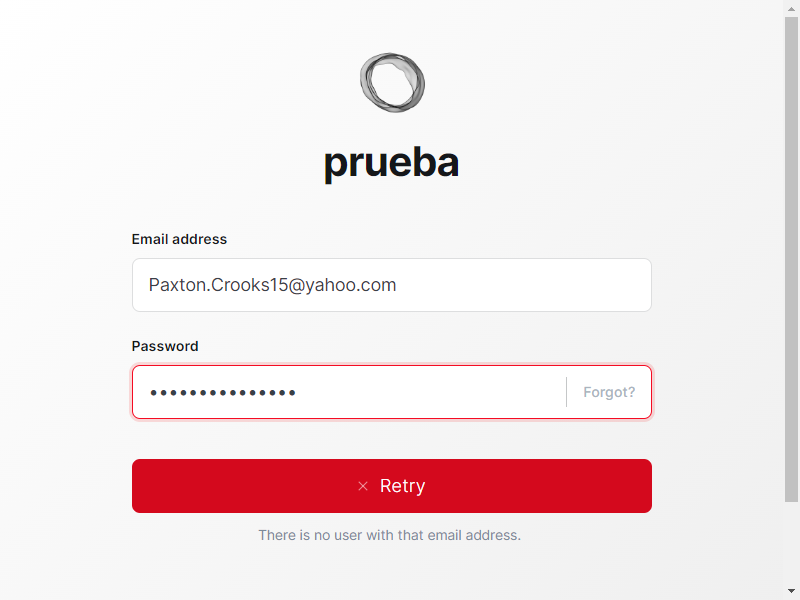 prueba
Email address
Paxton.Crooks15@yahoo.com
Password
•••••••••••••••
Forgot?
× Retry
There is no user with that email address.